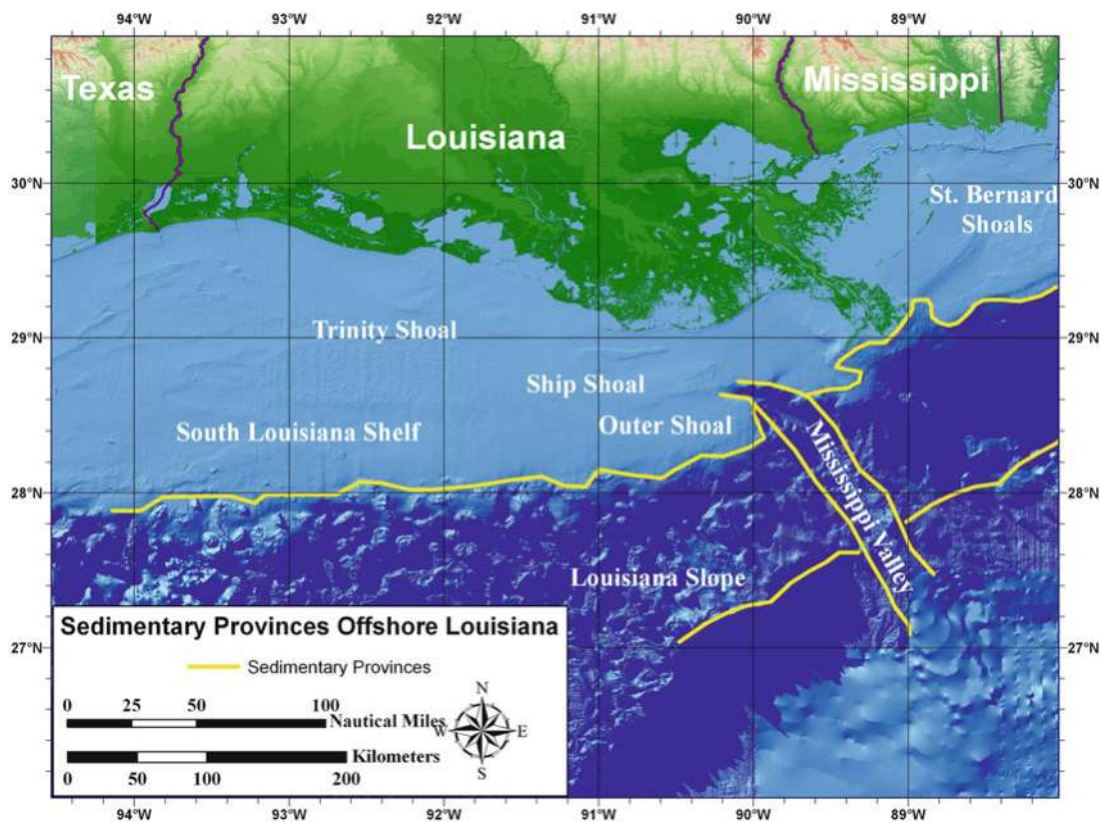 94°W 93°W 92°W 91°W 90°W 89°W
Texas
Mississippi
Louisiana
30°N 30°N
St. Bernard
Shoals
Trinity Shoal
29°N 29°N
Ship Shoal
Outer Shoal
South Louisiana Shelf
Mississippi Valley
28°N 28°N
Louisiana Slope
Sedimentary Provinces Offshore Louisiana
27°N 27°N
Sedimentary Provinces
0 25 50 100
Nautical Miles
Kilometers
0 50 100 200
N
W E
S
94°W 93°W 92°W 91°W 90°W 89°W